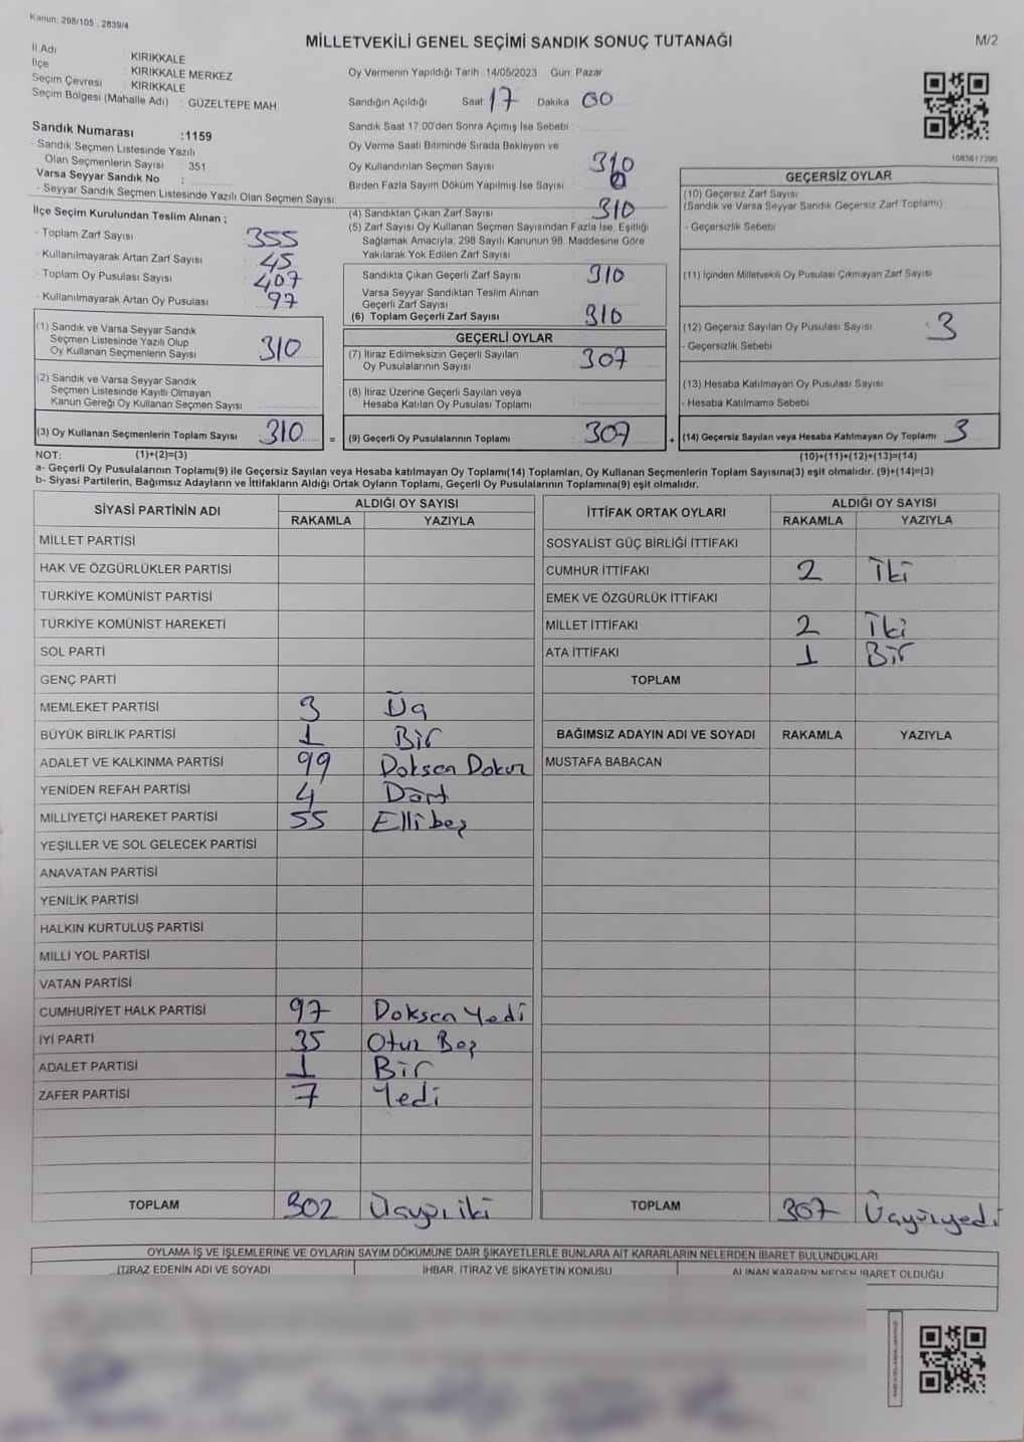 Kanun: 298/105 , 2839/4
MİLLETVEKİLİ GENEL SEÇİMİ SANDIK SONUÇ TUTANAĞI
M/2
İl Adı KIRIKKALE
İlçe : KIRIKKALE MERKEZ
Seçim Çevresi : KIRIKKALE
Seçim Bölgesi (Mahalle Adı) : GÜZELTEPE MAH.
Oy Vermenin Yapıldığı Tarih :14/05/2023 Gün: Pazar
Sandığın Açıldığı Saat 17 Dakika 00
Sandık Numarası :1159
- Sandık Seçmen Listesinde Yazılı
Olan Seçmenlerin Sayısı : 351
Varsa Seyyar Sandık No :
- Seyyar Sandık Seçmen Listesinde Yazılı Olan Seçmen Sayısı:
Sandık Saat 17.00'den Sonra Açılmış İse Sebebi
Oy Verme Saati Bitiminde Sırada Bekleyen ve
Oy Kullandırılan Seçmen Sayısı
Birden Fazla Sayım Döküm Yapılmış İse Sayısı
İlçe Seçim Kurulundan Teslim Alınan ;
- Toplam Zarf Sayısı 355
- Kullanılmayarak Artan Zarf Sayısı 45
- Toplam Oy Pusulası Sayısı 407
- Kullanılmayarak Artan Oy Pusulası 97
(4) Sandıktan Çıkan Zarf Sayısı 310
(5) Zarf Sayısı Oy Kullanan Seçmen Sayısından Fazla İse, Eşitliği
Sağlamak Amacıyla, 298 Sayılı Kanunun 98. Maddesine Göre
Yakılarak Yok Edilen Zarf Sayısı
Sandıkta Çıkan Geçerli Zarf Sayısı 310
Varsa Seyyar Sandıktan Teslim Alınan
Geçerli Zarf Sayısı
(6) Toplam Geçerli Zarf Sayısı 310
GEÇERSİZ OYLAR
(10) Geçersiz Zarf Sayısı
(Sandık ve Varsa Seyyar Sandık Geçersiz Zarf Toplamı)
- Geçersizlik Sebebi
(11) İçinden Milletvekili Oy Pusulası Çıkmayan Zarf Sayısı
(12) Geçersiz Sayılan Oy Pusulası Sayısı 3
- Geçersizlik Sebebi
(13) Hesaba Katılmayan Oy Pusulası Sayısı
- Hesaba Katılmama Sebebi
(1) Sandık ve Varsa Seyyar Sandık
Seçmen Listesinde Yazılı Olup
Oy Kullanan Seçmenlerin Sayısı 310
(2) Sandık ve Varsa Seyyar Sandık
Seçmen Listesinde Kayıtlı Olmayan
Kanun Gereği Oy Kullanan Seçmen Sayısı
GEÇERLİ OYLAR
(7) İtiraz Edilmeksizin Geçerli Sayılan
Oy Pusulalarının Sayısı 307
(8) İtiraz Üzerine Geçerli Sayılan veya
Hesaba Katılan Oy Pusulası Toplamı
(3) Oy Kullanan Seçmenlerin Toplam Sayısı 310 = (9) Geçerli Oy Pusulalarının Toplamı 307 + (14) Geçersiz Sayılan veya Hesaba Katılmayan Oy Toplamı 3
NOT: (1)+(2)=(3) (10)+(11)+(12)+(13)=(14)
a- Geçerli Oy Pusulalarının Toplamı(9) ile Geçersiz Sayılan veya Hesaba katılmayan Oy Toplamı(14) Toplamları, Oy Kullanan Seçmenlerin Toplam Sayısına(3) eşit olmalıdır. (9)+(14)=(3)
b- Siyasi Partilerin, Bağımsız Adayların ve İttifakların Aldığı Ortak Oyların Toplamı, Geçerli Oy Pusulalarının Toplamına(9) eşit olmalıdır.
SİYASİ PARTİNİN ADI ALDIĞI OY SAYISI
RAKAMLA YAZIYLA
MİLLET PARTİSİ
HAK VE ÖZGÜRLÜKLER PARTİSİ
TÜRKİYE KOMÜNİST PARTİSİ
TÜRKİYE KOMÜNİST HAREKETİ
SOL PARTİ
GENÇ PARTİ
MEMLEKET PARTİSİ 3 Üç
BÜYÜK BİRLİK PARTİSİ 1 Bir
ADALET VE KALKINMA PARTİSİ 99 Doksan Dokuz
YENİDEN REFAH PARTİSİ 4 Dört
MİLLİYETÇİ HAREKET PARTİSİ 55 Elli beş
YEŞİLLER VE SOL GELECEK PARTİSİ
ANAVATAN PARTİSİ
YENİLİK PARTİSİ
HALKIN KURTULUŞ PARTİSİ
MİLLİ YOL PARTİSİ
VATAN PARTİSİ
CUMHURİYET HALK PARTİSİ 97 Doksan Yedi
İYİ PARTİ 35 Otuz Beş
ADALET PARTİSİ 1 Bir
ZAFER PARTİSİ 7 Yedi
TOPLAM 302 Üçyüziki
İTTİFAK ORTAK OYLARI ALDIĞI OY SAYISI
RAKAMLA YAZIYLA
SOSYALİST GÜÇ BİRLİĞİ İTTİFAKI
CUMHUR İTTİFAKI 2 İki
EMEK VE ÖZGÜRLÜK İTTİFAKI
MİLLET İTTİFAKI 2 İki
ATA İTTİFAKI 1 Bir
TOPLAM
BAĞIMSIZ ADAYIN ADI VE SOYADI RAKAMLA YAZIYLA
MUSTAFA BABACAN
TOPLAM 307 Üçyüzyedi
OYLAMA İŞ VE İŞLEMLERİNE VE OYLARIN SAYIM DÖKÜMÜNE DAİR ŞİKAYETLERLE BUNLARA AİT KARARLARIN NELERDEN İBARET BULUNDUKLARI
İTİRAZ EDENİN ADI VE SOYADI
İHBAR, İTİRAZ VE ŞİKAYETİN KONUSU
ALINAN KARARIN NEDEN İBARET OLDUĞU